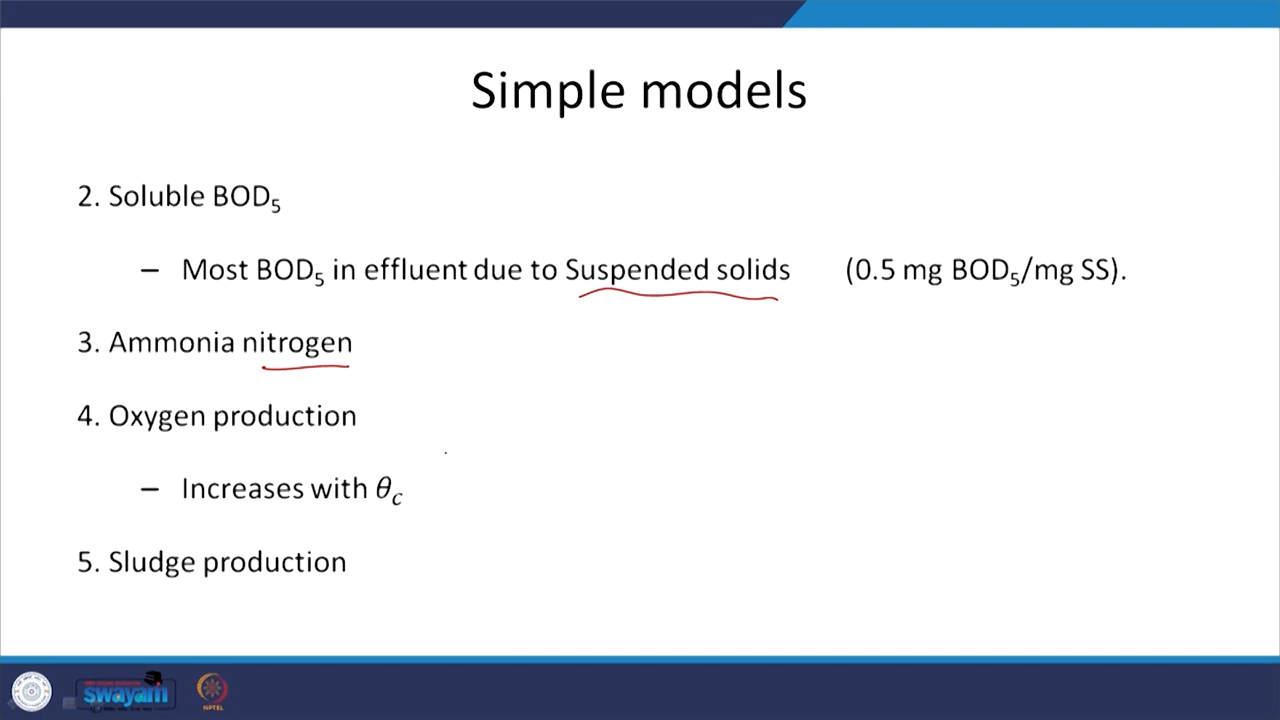 Simple models
2. Soluble BOD₅
– Most BOD₅ in effluent due to Suspended solids (0.5 mg BOD₅/mg SS).
3. Ammonia nitrogen
4. Oxygen production
– Increases with θc
5. Sludge production
swayam
NPTEL